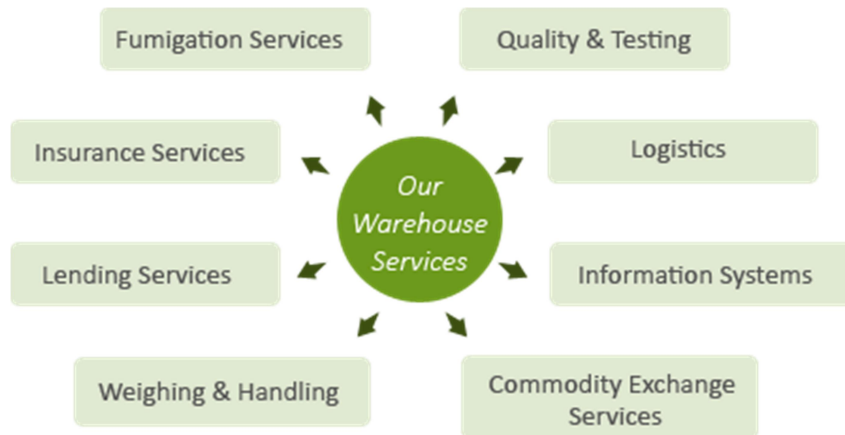 Fumigation Services
Quality & Testing
Insurance Services
Logistics
Our
Warehouse
Services
Lending Services
Information Systems
Weighing & Handling
Commodity Exchange
Services